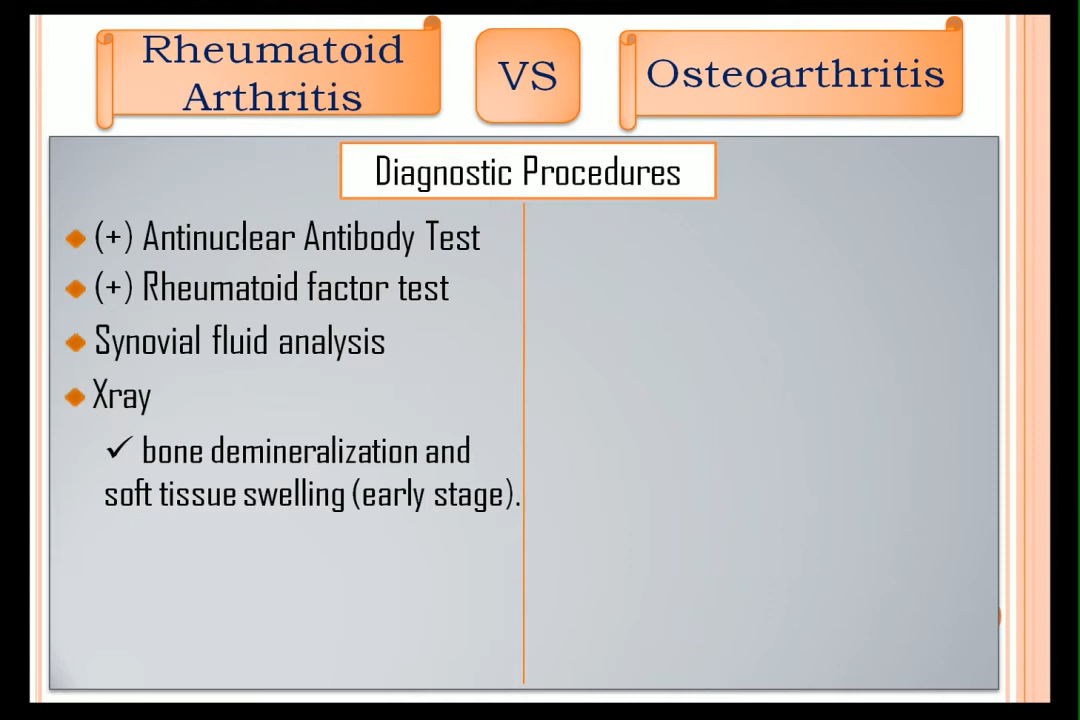 Rheumatoid
Arthritis
VS
Osteoarthritis
Diagnostic Procedures
(+) Antinuclear Antibody Test
(+) Rheumatoid factor test
Synovial fluid analysis
Xray
✓ bone demineralization and
soft tissue swelling (early stage).